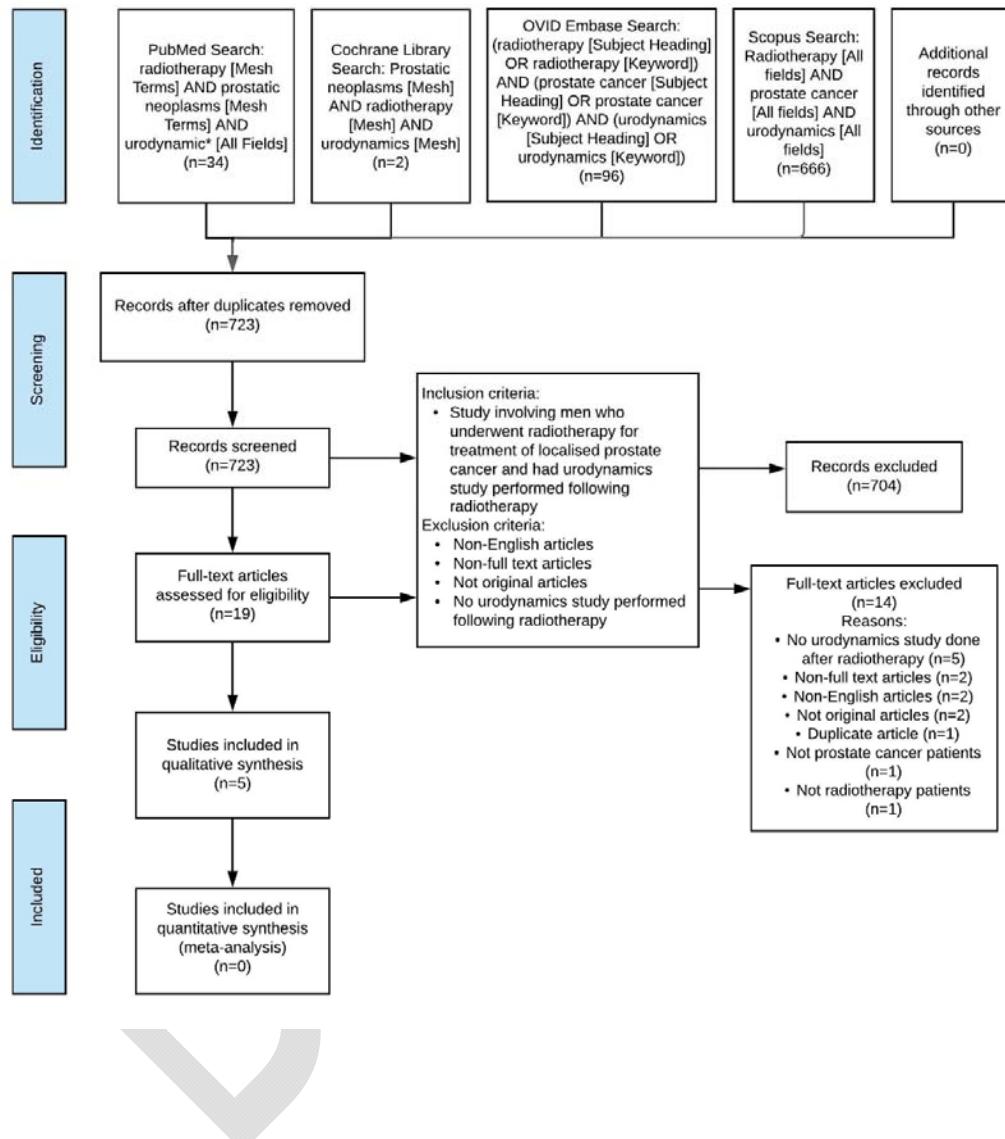 Identification
PubMed Search:
radiotherapy [Mesh
Terms] AND prostatic
neoplasms [Mesh
Terms] AND
urodynamic* [All Fields]
(n=34)
Cochrane Library
Search: Prostatic
neoplasms [Mesh]
AND radiotherapy
[Mesh] AND
urodynamics [Mesh]
(n=2)
OVID Embase Search:
(radiotherapy [Subject Heading]
OR radiotherapy [Keyword])
AND (prostate cancer [Subject
Heading] OR prostate cancer
[Keyword]) AND (urodynamics
[Subject Heading] OR
urodynamics [Keyword])
(n=96)
Scopus Search:
Radiotherapy [All
fields] AND
prostate cancer
[All fields] AND
urodynamics [All
fields]
(n=666)
Additional
records
identified
through other
sources
(n=0)
Screening
Records after duplicates removed
(n=723)
Records screened
(n=723)
Inclusion criteria:
• Study involving men who
underwent radiotherapy for
treatment of localised prostate
cancer and had urodynamics
study performed following
radiotherapy
Exclusion criteria:
• Non-English articles
• Non-full text articles
• Not original articles
• No urodynamics study performed
following radiotherapy
Records excluded
(n=704)
Eligibility
Full-text articles
assessed for eligibility
(n=19)
Full-text articles excluded
(n=14)
Reasons:
• No urodynamics study done
after radiotherapy (n=5)
• Non-full text articles (n=2)
• Non-English articles (n=2)
• Not original articles (n=2)
• Duplicate article (n=1)
• Not prostate cancer patients
(n=1)
• Not radiotherapy patients
(n=1)
Studies included in
qualitative synthesis
(n=5)
Included
Studies included in
quantitative synthesis
(meta-analysis)
(n=0)